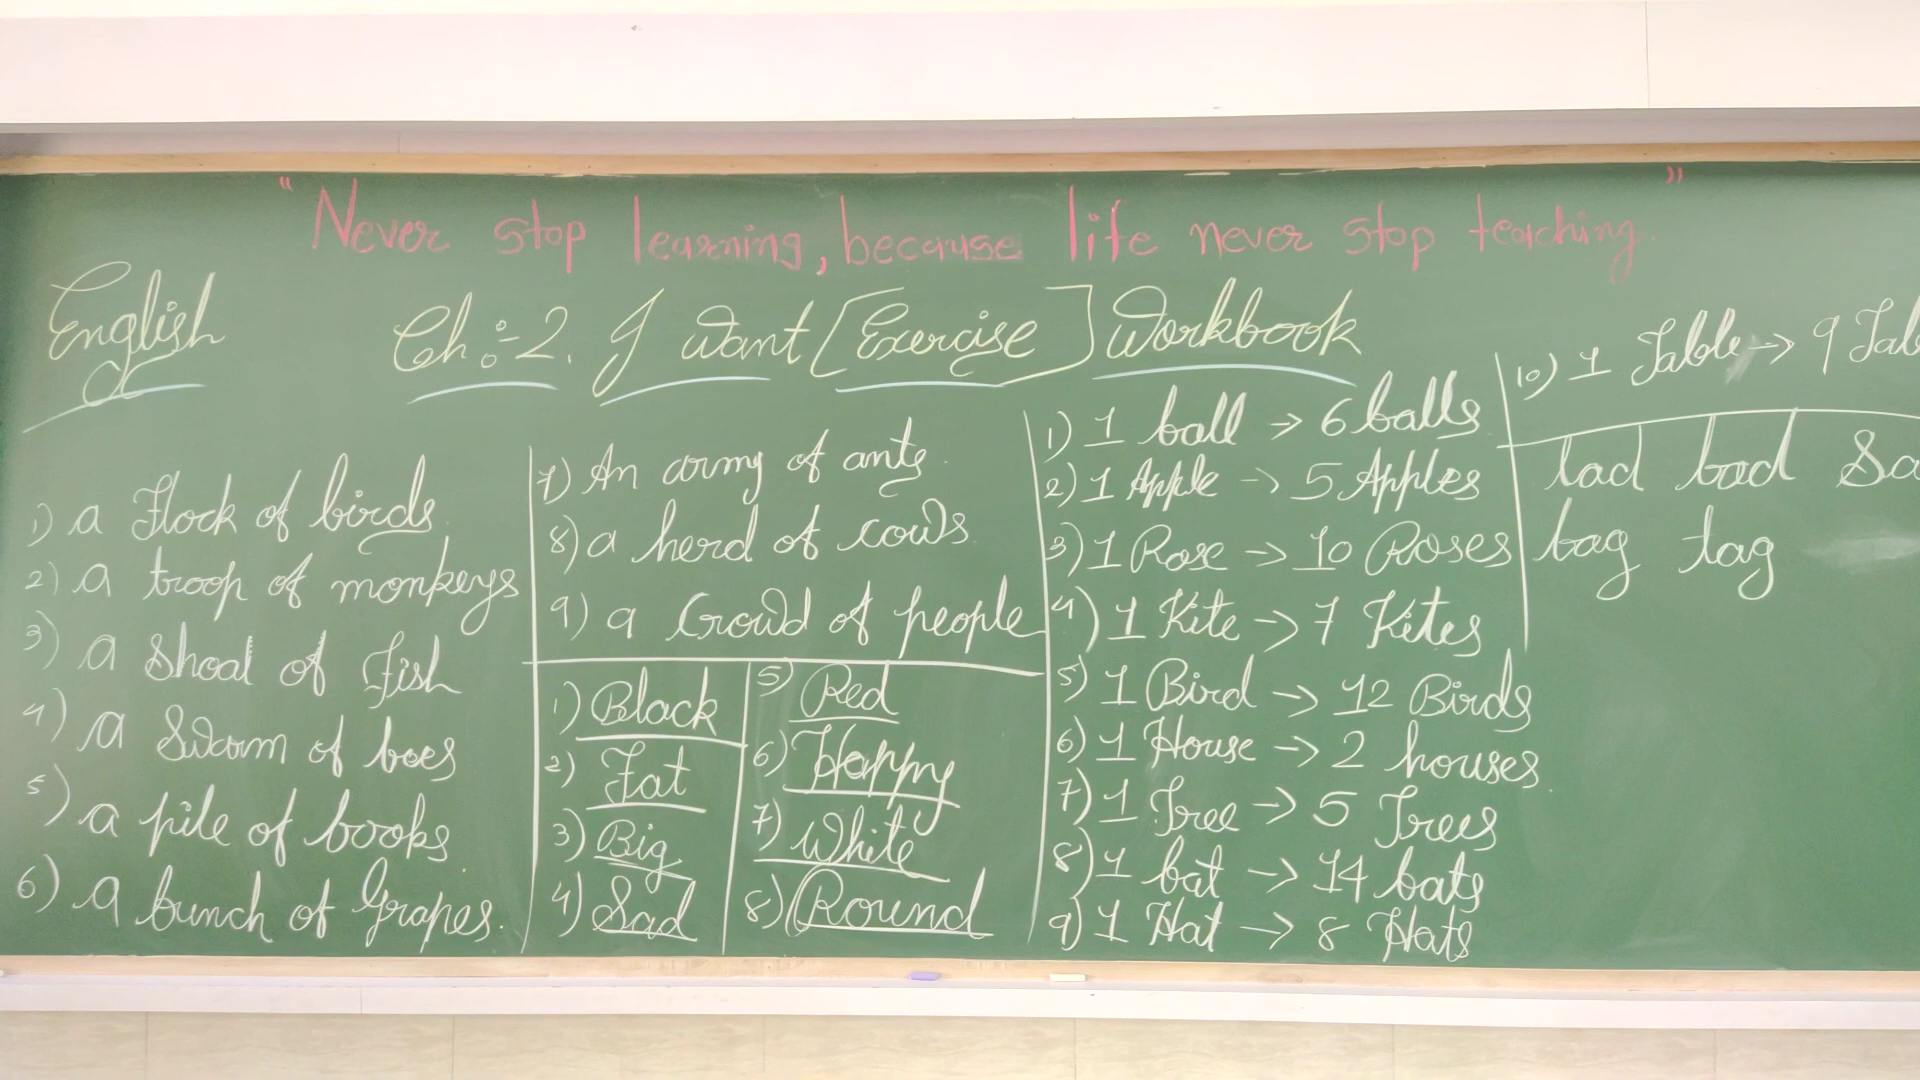 "Never stop learning, because life never stop teaching."
English
Ch:-2. I Want [Exercise] Workbook
1) a Flock of birds
2) a troop of monkeys
3) a Shoal of fish
4) a Swarm of bees
5) a pile of books
6) a bunch of Grapes.
7) An army of ants.
8) a herd of cows
9) a Crowd of people
1) Black
2) Fat
3) Big
4) Sad
5) Red
6) Happy
7) White
8) Round
1) 1 ball → 6 balls
2) 1 Apple → 5 Apples
3) 1 Rose → 10 Roses
4) 1 Kite → 7 Kites
5) 1 Bird → 12 Birds
6) 1 House → 2 houses
7) 1 Tree → 5 Trees
8) 1 bat → 14 bats
9) 1 Hat → 8 Hats
10) 1 Table → 9
lad bad
bag tag